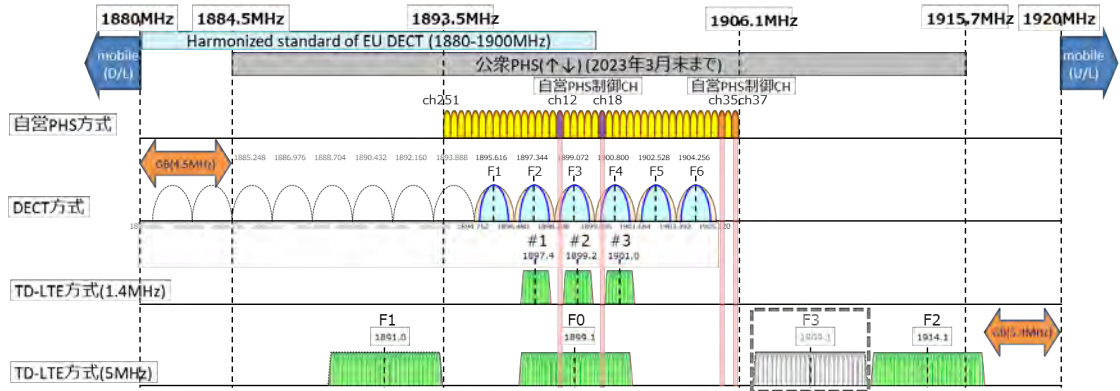 1880MHz
1884.5MHz
1893.5MHz
1906.1MHz
1915.7MHz
1920MHz
Harmonized standard of EU DECT (1880-1900MHz)
mobile
(D/L)
mobile
(U/L)
公衆PHS(↑↓) (2023年3月末まで)
自営PHS制御CH
自営PHS制御CH
ch251
ch12
ch18
ch35
ch37
自営PHS方式
GB(4.5MHz)
1885.248 1886.976 1888.704 1890.432 1892.160 1893.888 1895.616 1897.344 1899.072 1900.800 1902.528 1904.256
F1 F2 F3 F4 F5 F6
DECT方式
1894.752
#1 #2 #3
1897.4 1899.2 1901.0
TD-LTE方式(1.4MHz)
F1 F0 F3 F2
1891.0 1899.1 1909.1 1914.1
GB(5.4MHz)
TD-LTE方式(5MHz)